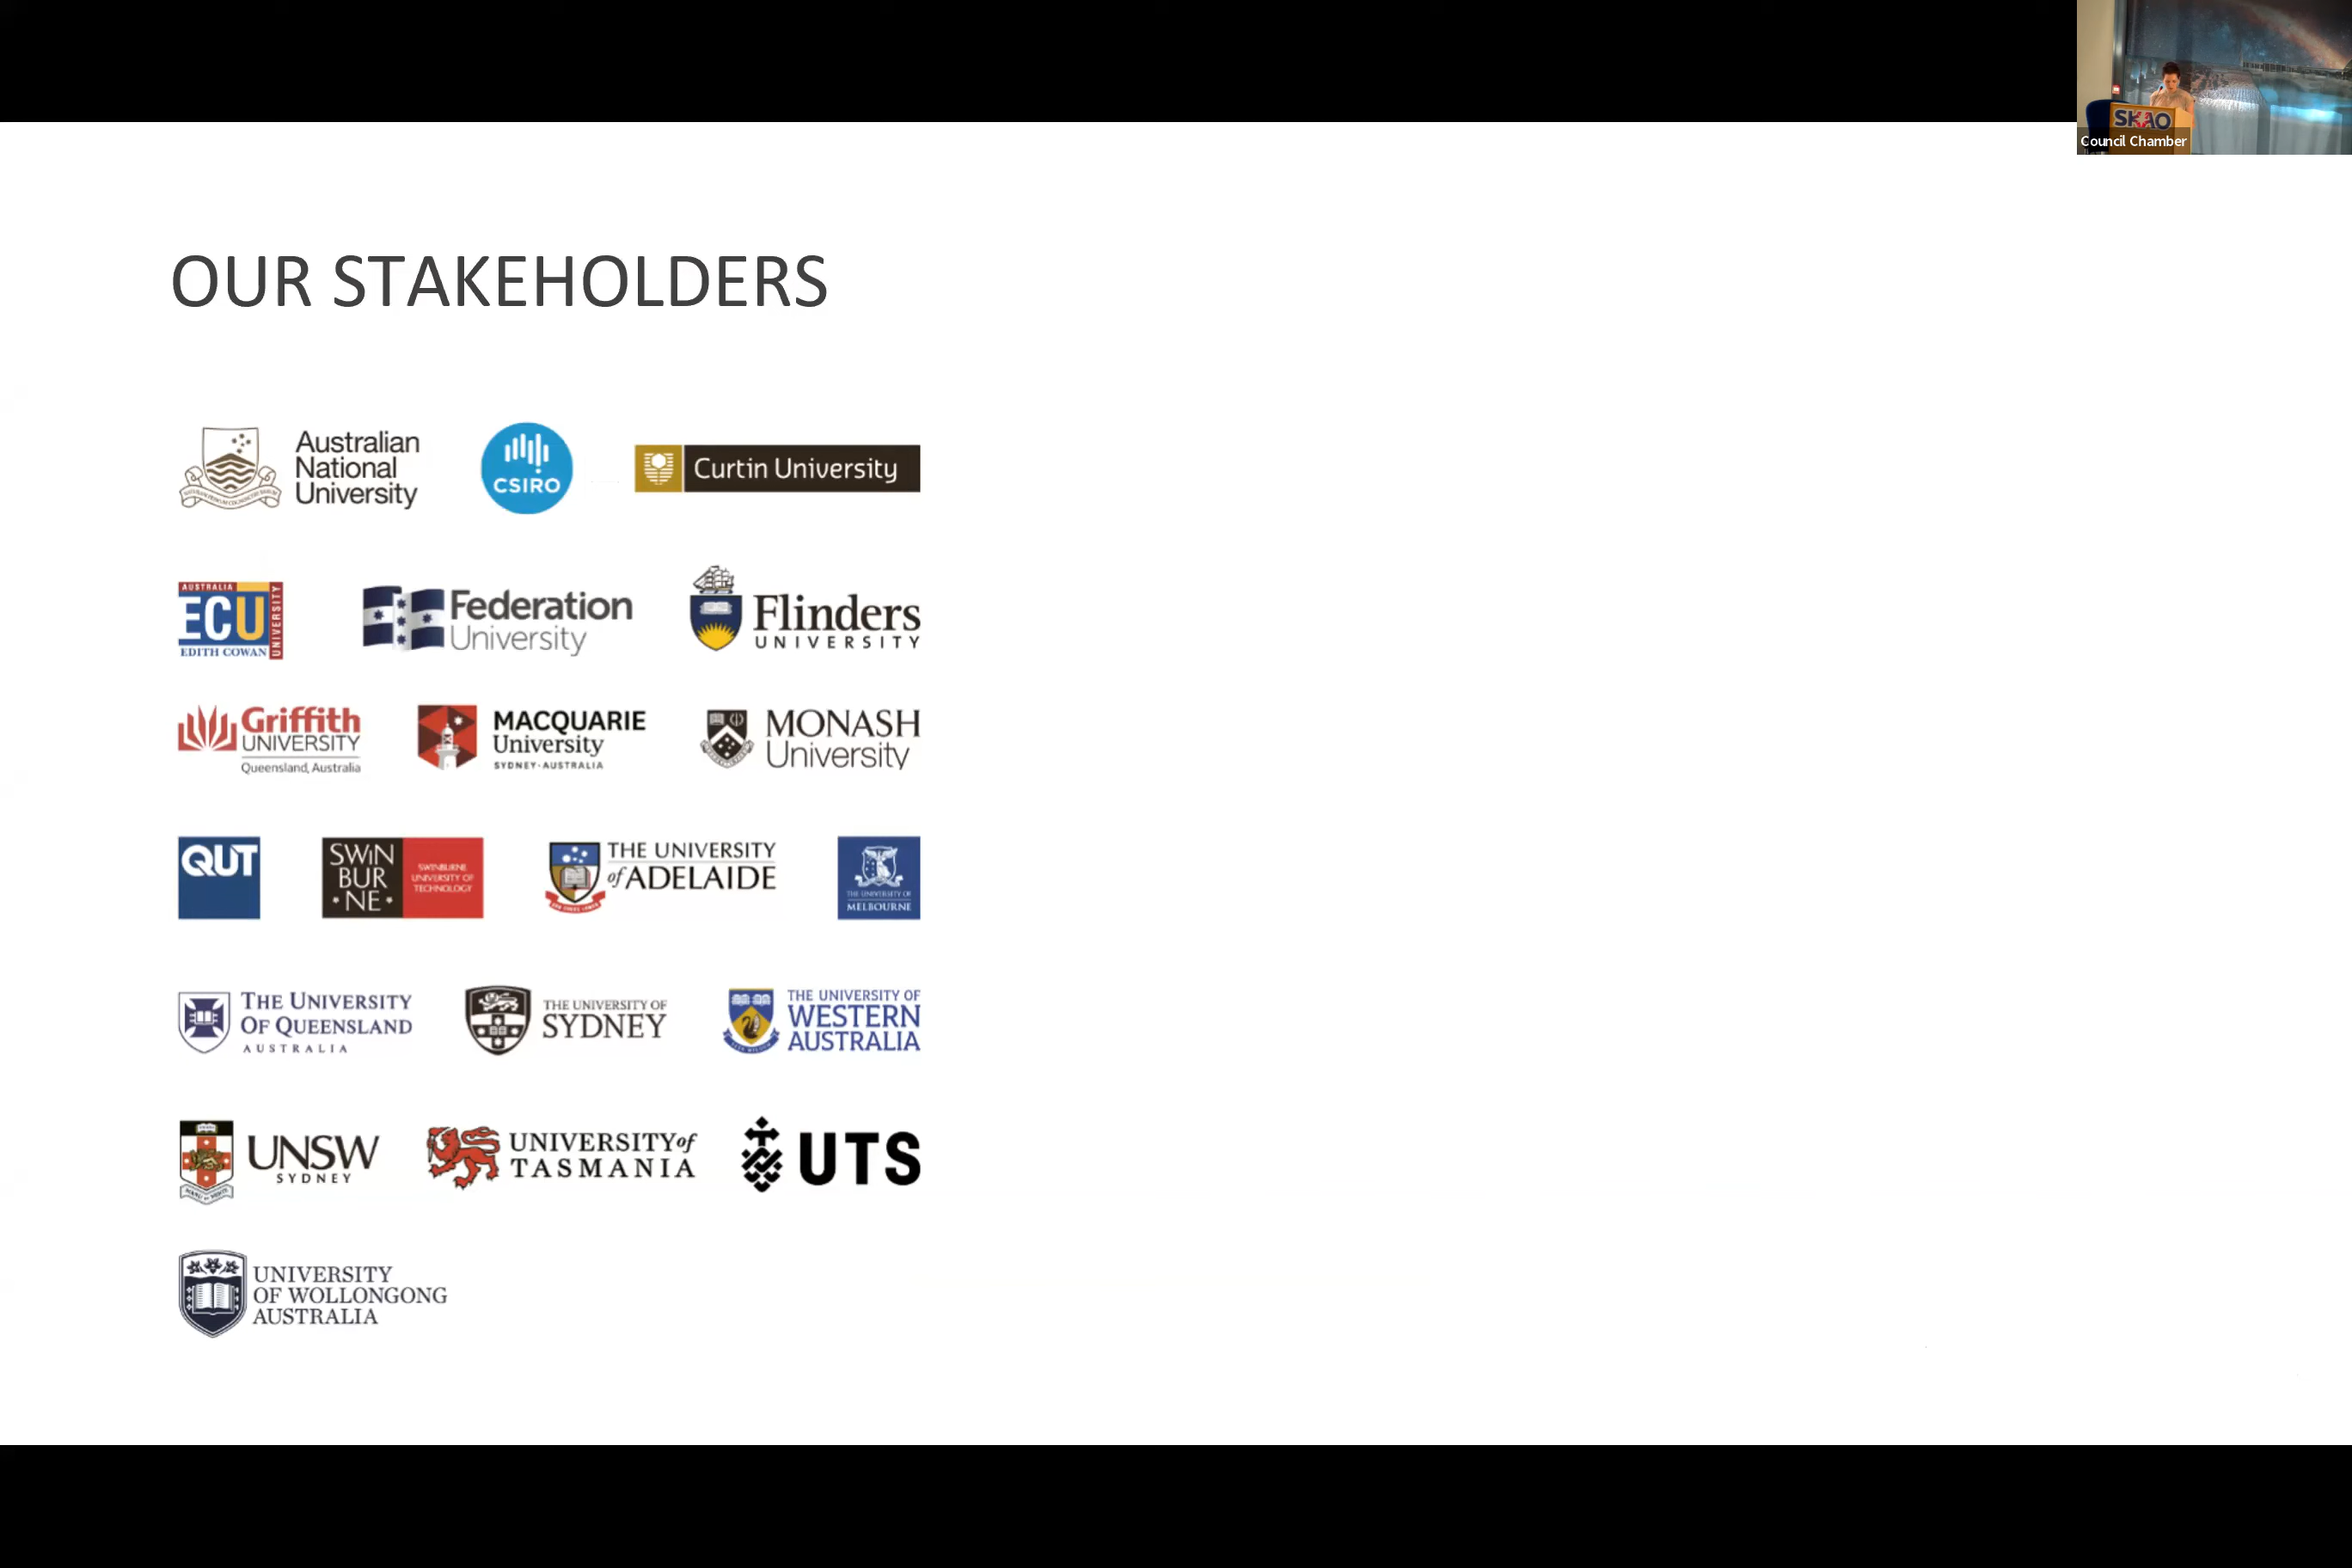 SKAO
Council Chamber
OUR STAKEHOLDERS
Australian
National
University
CSIRO
Curtin University
AUSTRALIA
ECU
EDITH COWAN
UNIVERSITY
Federation
University
Flinders
UNIVERSITY
Griffith
UNIVERSITY
Queensland, Australia
MACQUARIE
University
SYDNEY·AUSTRALIA
MONASH
University
QUT
SWiN
BUR
*NE*
SWINBURNE
UNIVERSITY OF
TECHNOLOGY
THE UNIVERSITY
of ADELAIDE
THE UNIVERSITY OF
MELBOURNE
THE UNIVERSITY
OF QUEENSLAND
AUSTRALIA
THE UNIVERSITY OF
SYDNEY
THE UNIVERSITY OF
WESTERN
AUSTRALIA
UNSW
SYDNEY
UNIVERSITY of
TASMANIA
UTS
UNIVERSITY
OF WOLLONGONG
AUSTRALIA